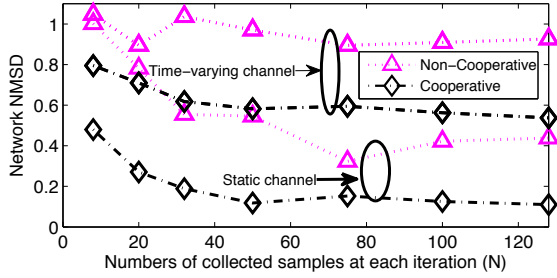 Network NMSD
1
0.8
0.6
0.4
0.2
0
Time-varying channel
Non-Cooperative
Cooperative
Static channel
0 20 40 60 80 100 120
Numbers of collected samples at each iteration (N)